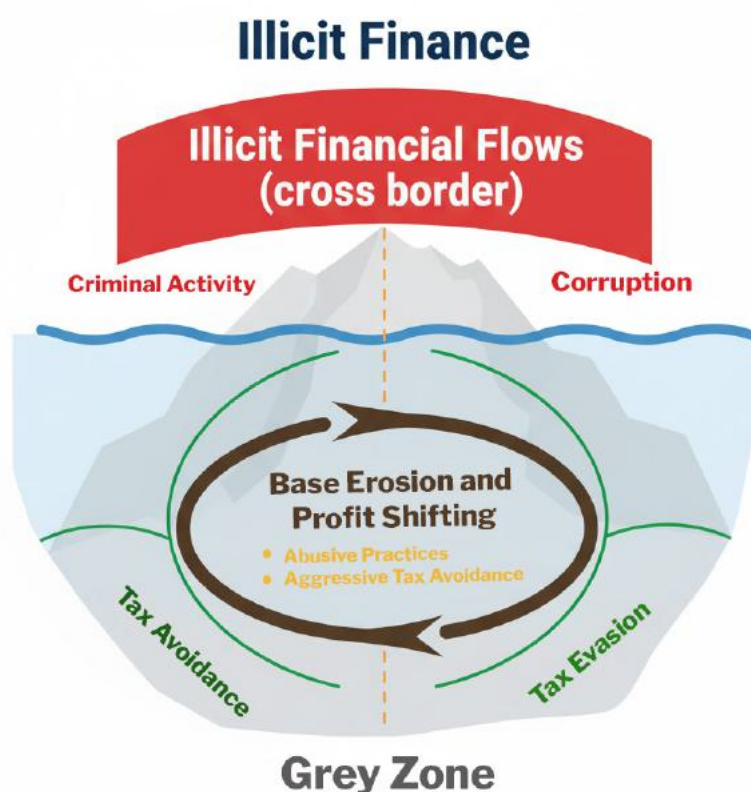 Illicit Finance
Illicit Financial Flows
(cross border)
Criminal Activity
Corruption
Base Erosion and
Profit Shifting
• Abusive Practices
• Aggressive Tax Avoidance
Tax Avoidance
Tax Evasion
Grey Zone